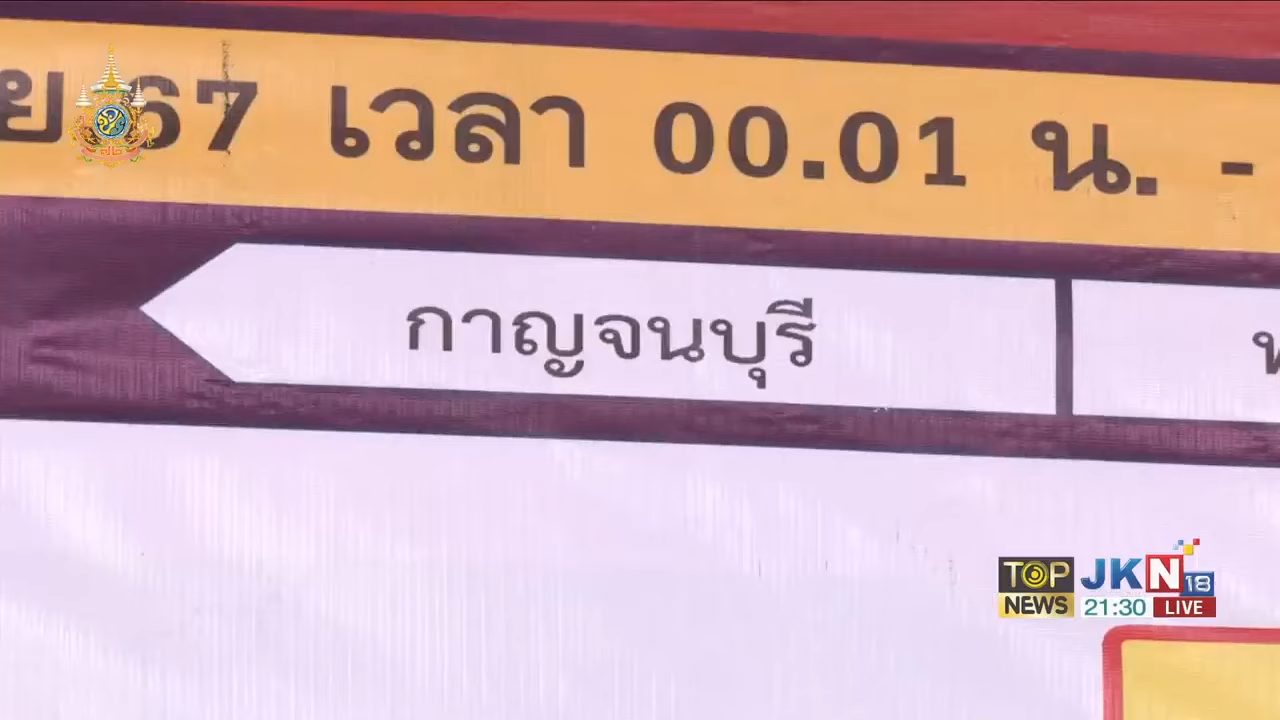 ย 67 เวลา 00.01 น. -
กาญจนบุรี
TOP NEWS
JKN 18
21:30 LIVE